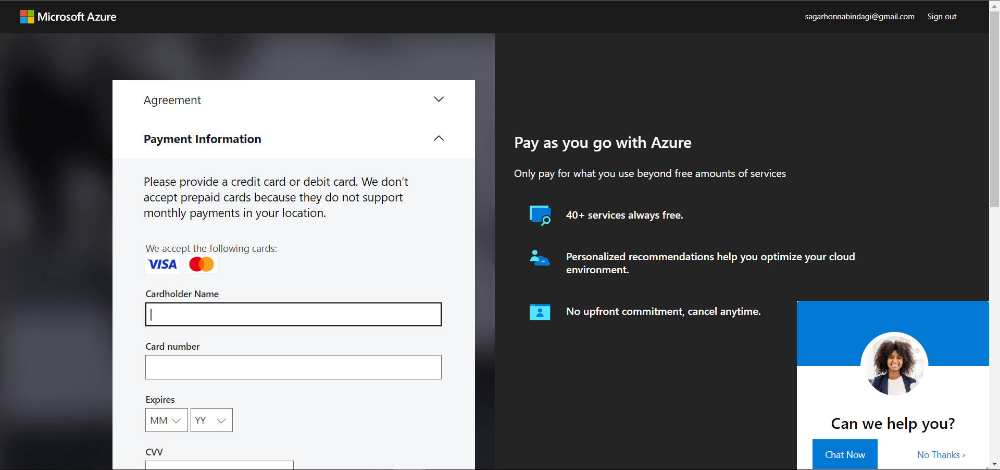 Microsoft Azure
sagarhonnabindagi@gmail.com Sign out
Agreement
Payment Information
Please provide a credit card or debit card. We don't
accept prepaid cards because they do not support
monthly payments in your location.
We accept the following cards:
VISA
Cardholder Name
Card number
Expires
MM YY
CVV
Pay as you go with Azure
Only pay for what you use beyond free amounts of services
40+ services always free.
Personalized recommendations help you optimize your cloud
environment.
No upfront commitment, cancel anytime.
Can we help you?
Chat Now No Thanks ›